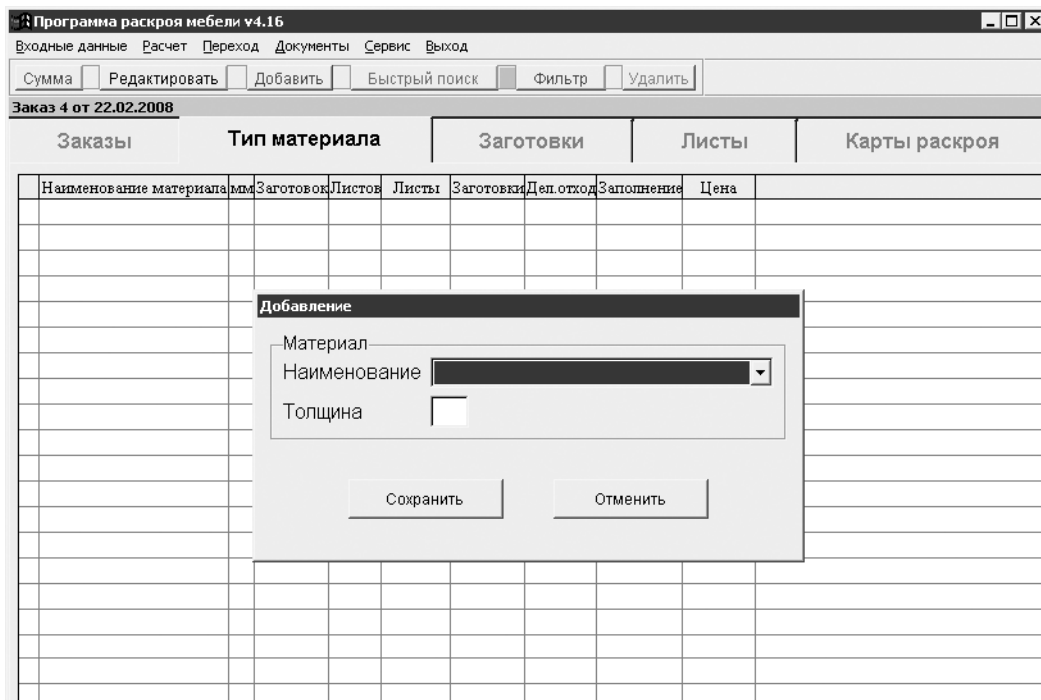 Программа раскроя мебели v4.16
Входные данные Расчет Переход Документы Сервис Выход
Сумма Редактировать Добавить Быстрый поиск Фильтр Удалить
Заказ 4 от 22.02.2008
Заказы Тип материала Заготовки Листы Карты раскроя
Наименование материала мм Заготовок Листов Листы Заготовки Дел.отход Заполнение Цена
Добавление
Материал
Наименование
Толщина
Сохранить Отменить